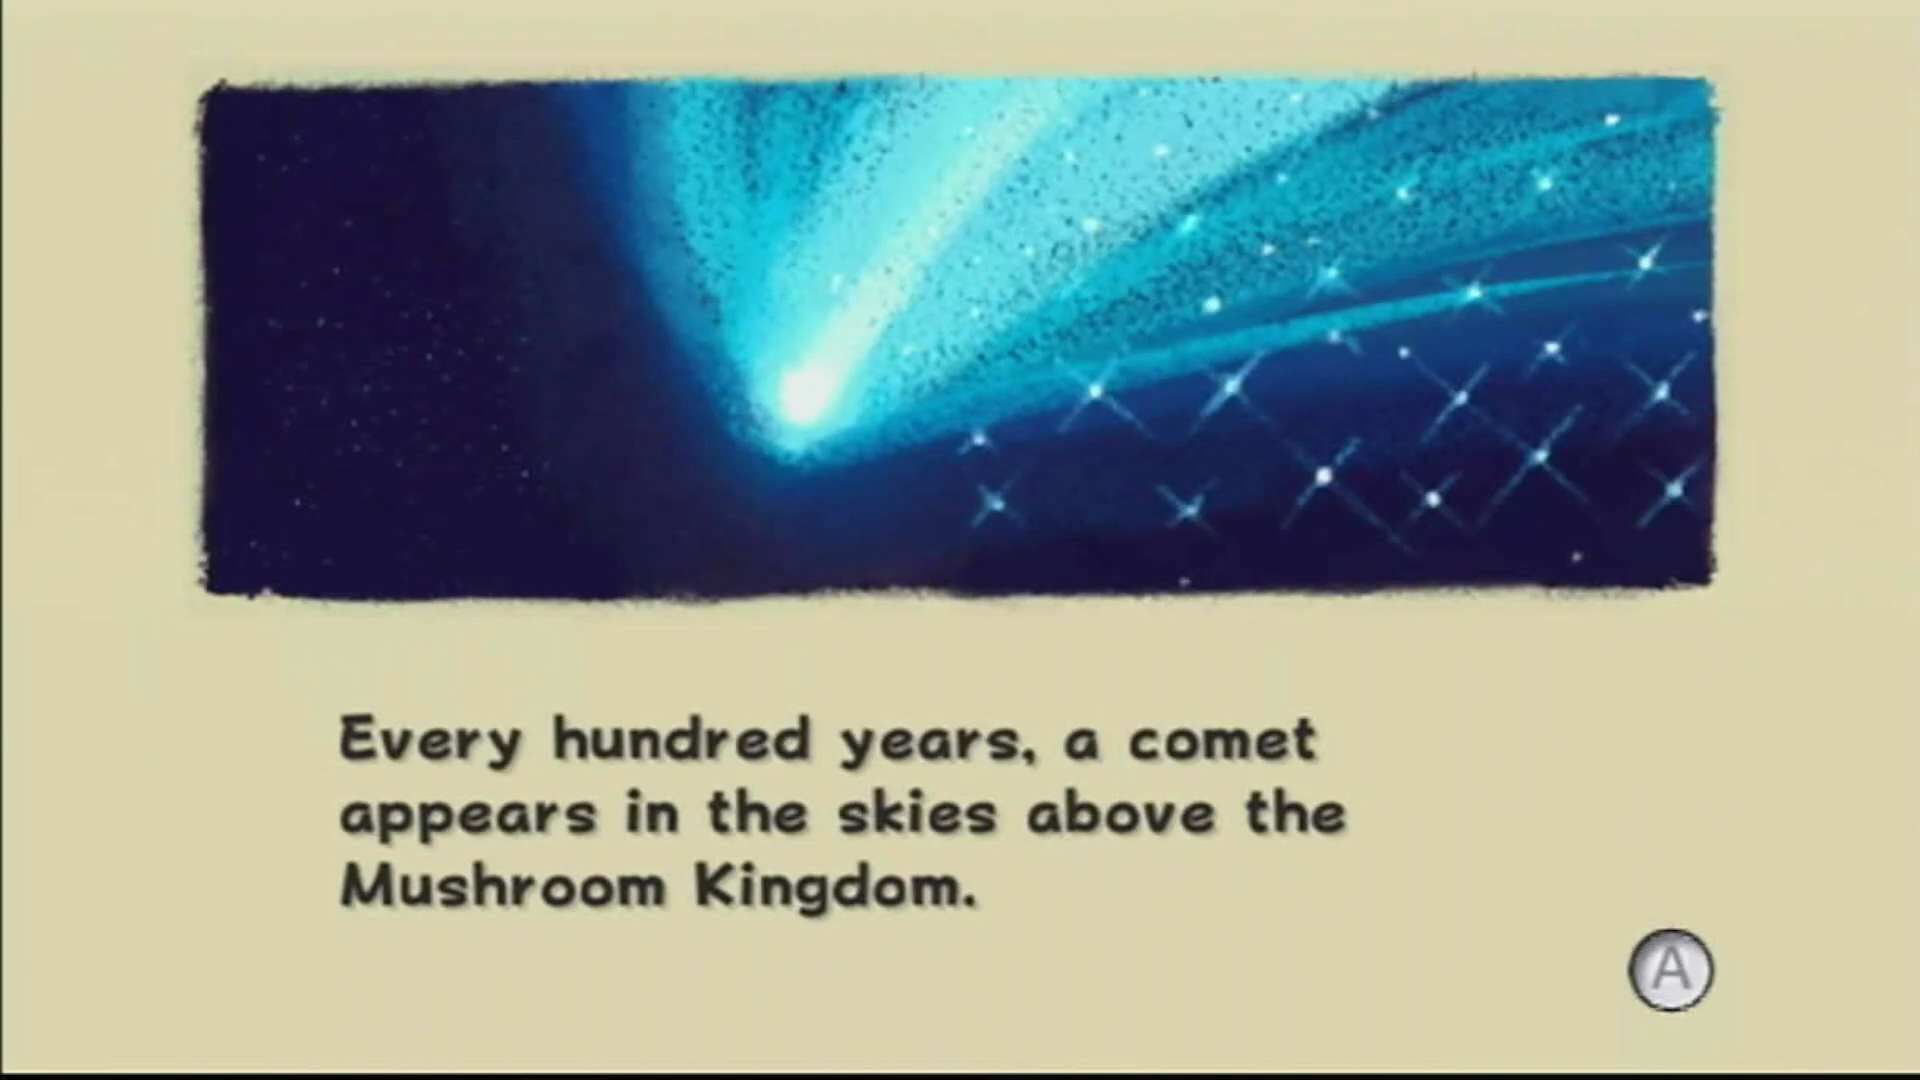 Every hundred years, a comet
appears in the skies above the
Mushroom Kingdom.
A